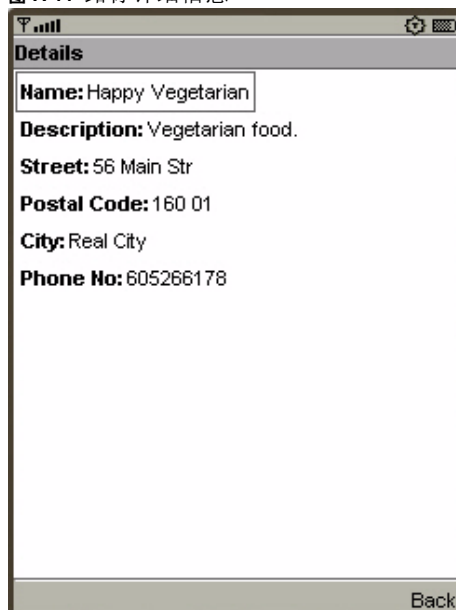 Details
Name: Happy Vegetarian
Description: Vegetarian food.
Street: 56 Main Str
Postal Code: 160 01
City: Real City
Phone No: 605266178
Back